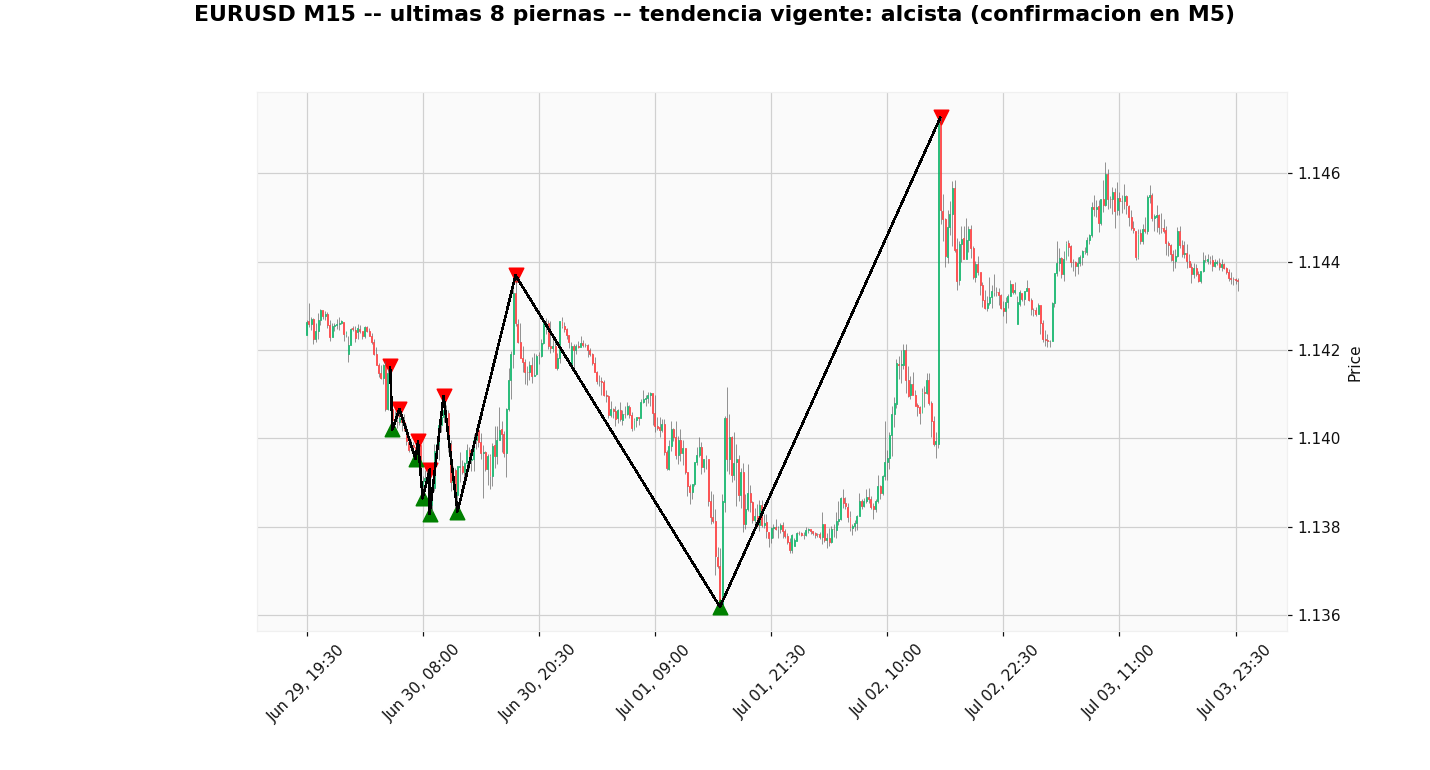 EURUSD M15 -- ultimas 8 piernas -- tendencia vigente: alcista (confirmacion en M5)
1.146
1.144
1.142
1.140
1.138
1.136
Price
Jun 29, 19:30
Jun 30, 08:00
Jun 30, 20:30
Jul 01, 09:00
Jul 01, 21:30
Jul 02, 10:00
Jul 02, 22:30
Jul 03, 11:00
Jul 03, 23:30